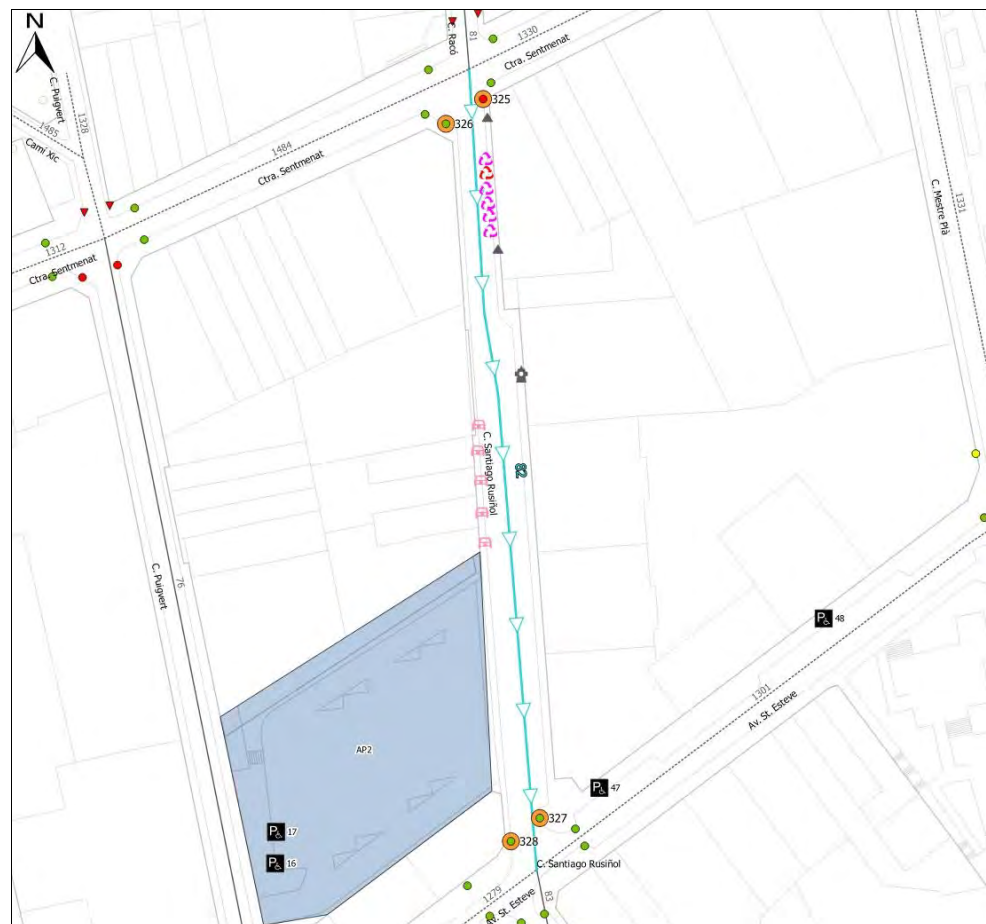 N
C. Racó
81
1330
Ctra. Sentmenat
C. Puigvert
1328
1485
Camí Xic
325
326
1484
Ctra. Sentmenat
C. Mestre Plà
1331
1312
Ctra. Sentmenat
C. Santiago Rusiñol
82
C. Puigvert
76
P 48
1301
Av. St. Esteve
AP2
P 47
327
P 17
328
P 16
C. Santiago Rusiñol
1279
St. Esteve
83